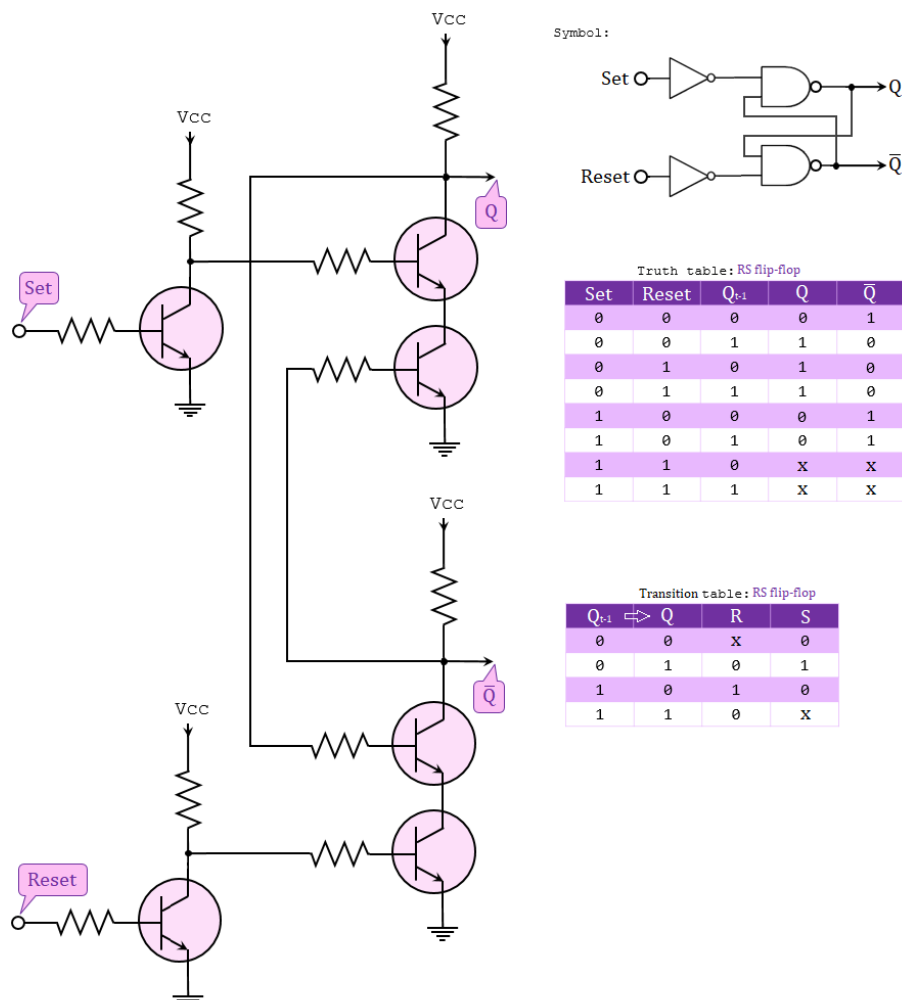 Vcc
Symbol:
Set
Q
Q̅
Reset
Vcc
Q
Set
Truth table: RS flip-flop
Set Reset Qt-1 Q Q̅
0 0 0 0 1
0 0 1 1 0
0 1 0 1 0
0 1 1 1 0
1 0 0 0 1
1 0 1 0 1
1 1 0 x x
1 1 1 x x
Vcc
Transition table: RS flip-flop
Qt-1 ⇨ Q R S
0 0 x 0
0 1 0 1
1 0 1 0
1 1 0 x
Q̅
Vcc
Reset